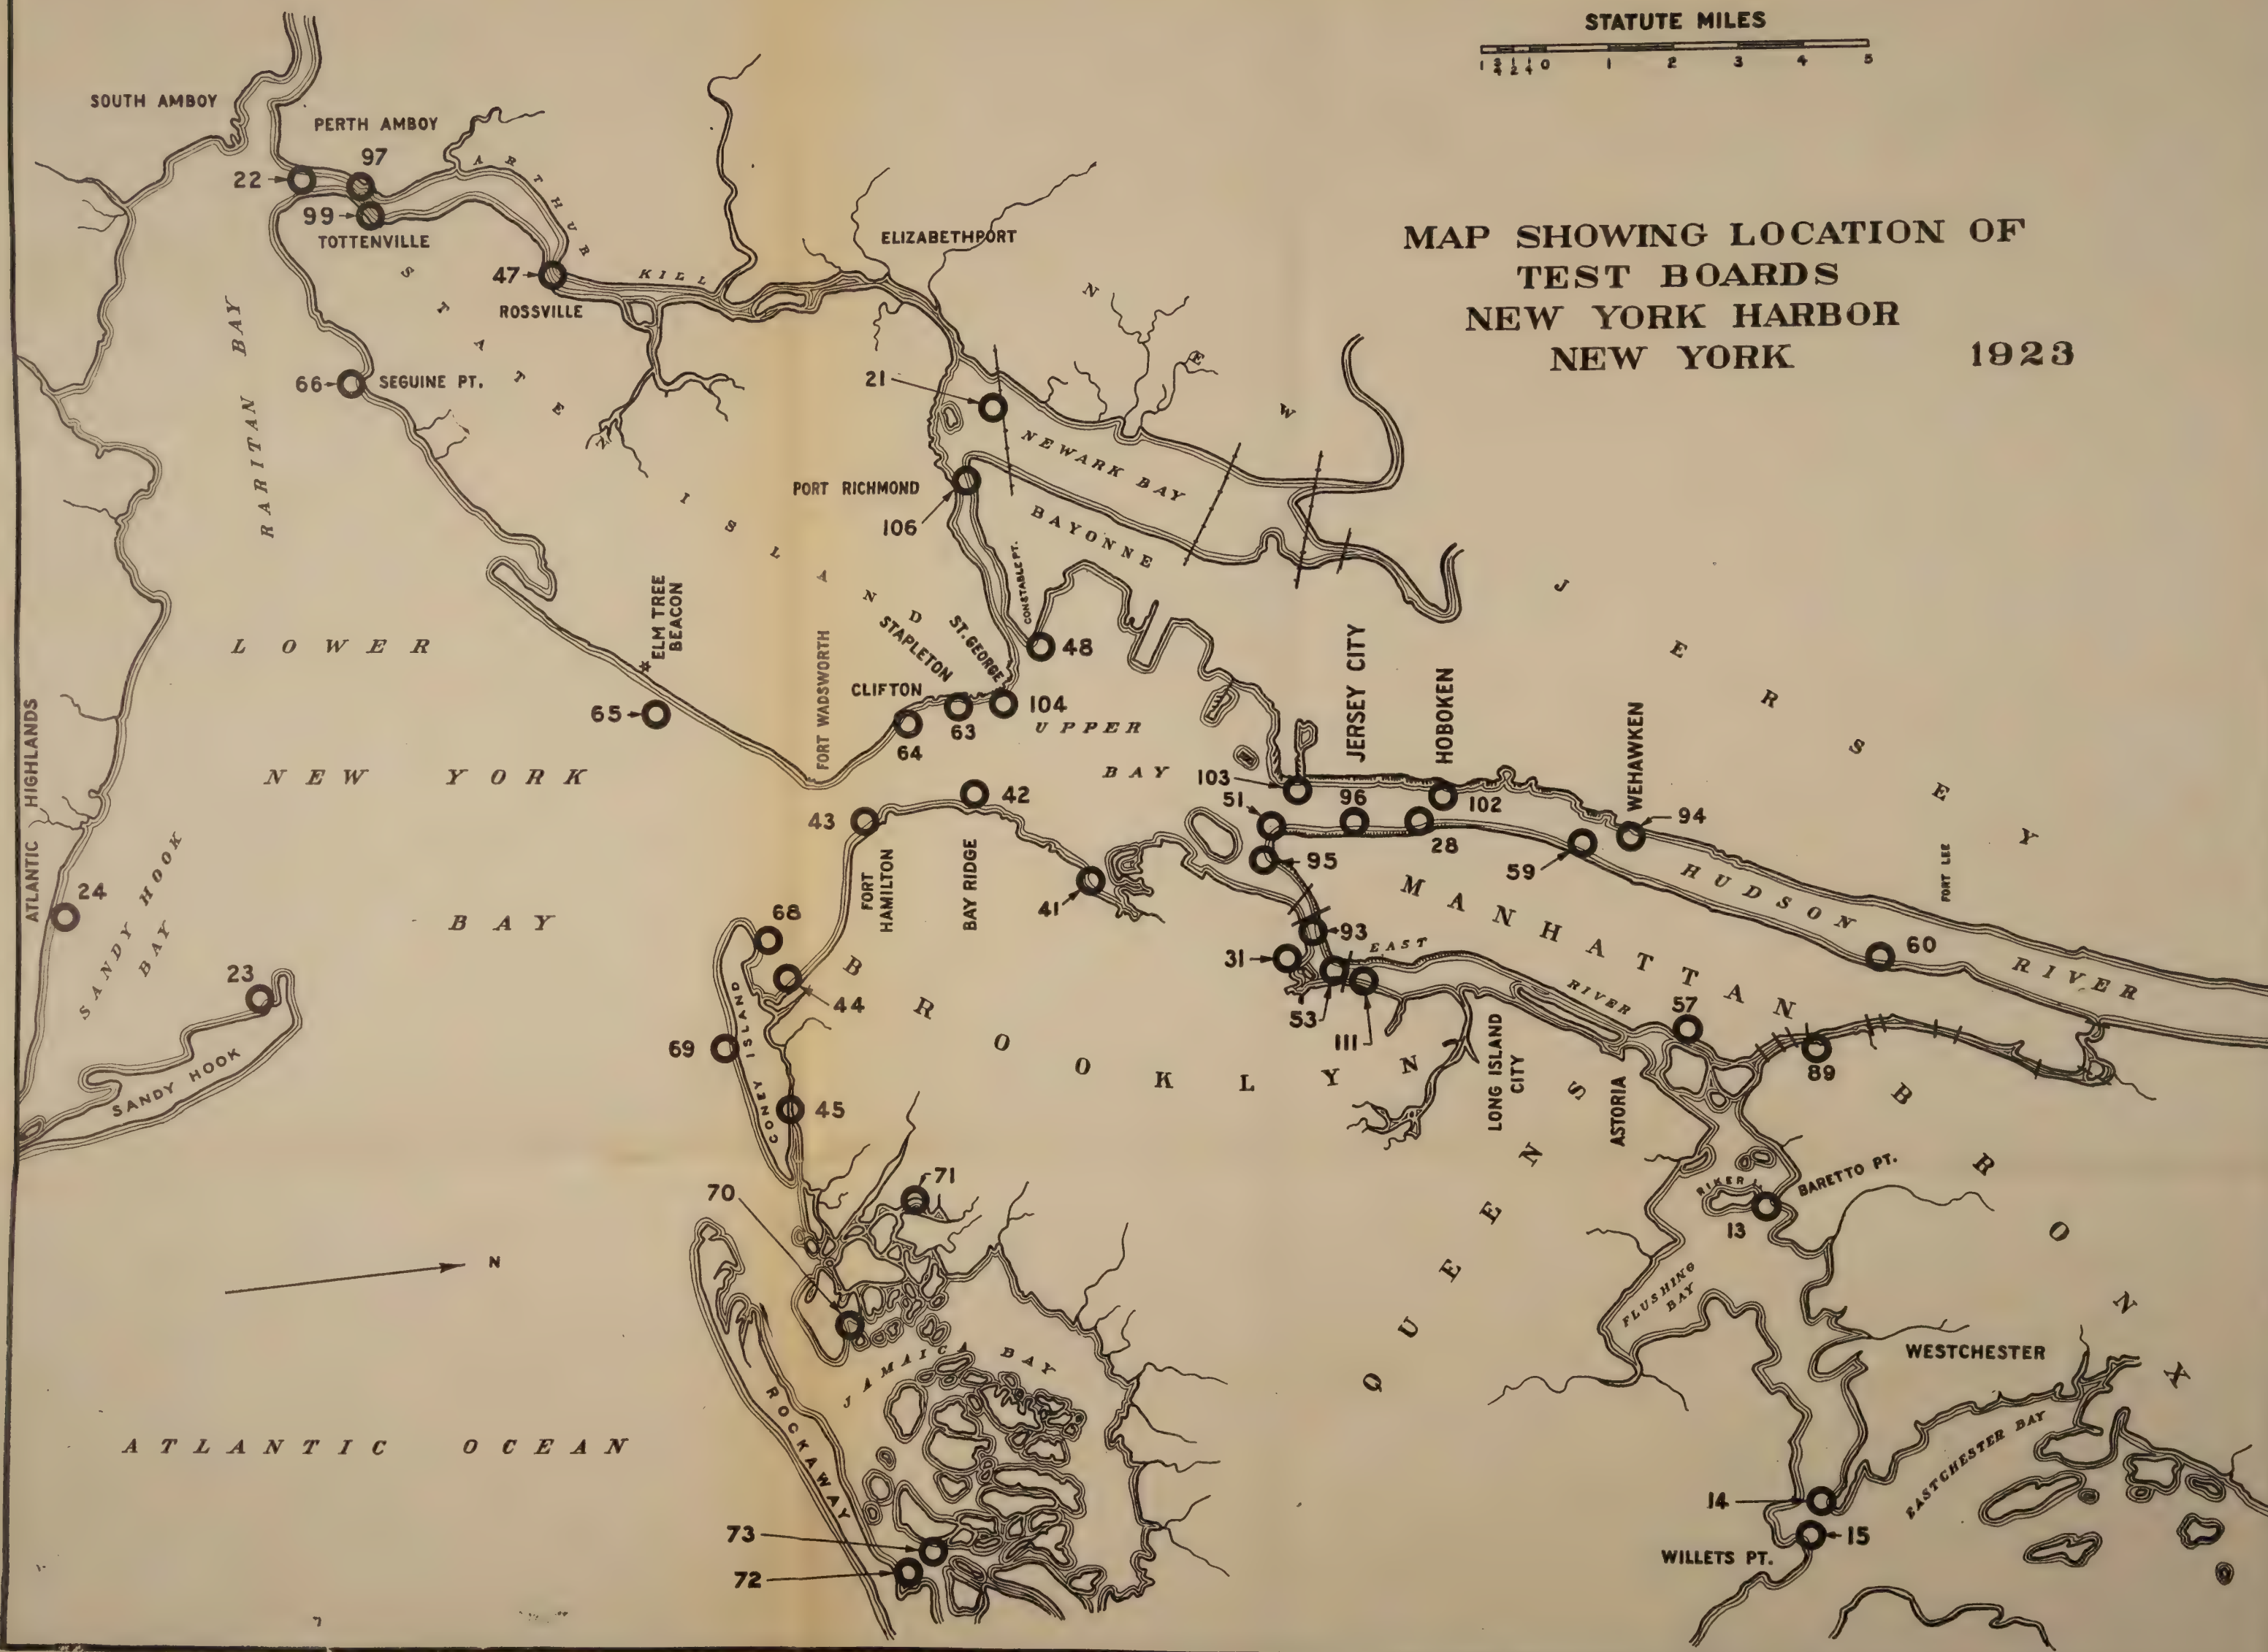 STATUTE MILES
1 3/4 1/2 1/4 0 1 2 3 4 5
MAP SHOWING LOCATION OF
TEST BOARDS
NEW YORK HARBOR
NEW YORK 1923
SOUTH AMBOY
PERTH AMBOY
97
22
99
TOTTENVILLE
ARTHUR KILL
47
ROSSVILLE
ELIZABETHPORT
66
SEGUINE PT.
RARITAN BAY
STATEN ISLAND
21
NEWARK BAY
NEW JERSEY
PORT RICHMOND
106
BAYONNE
CONSTABLE PT.
48
ELM TREE
BEACON
65
FORT WADSWORTH
CLIFTON
STAPLETON
ST. GEORGE
64
63
104
UPPER
BAY
LOWER
NEW YORK
BAY
JERSEY CITY
HOBOKEN
WEHAWKEN
103
51
96
102
28
94
59
95
FORT LEE
HUDSON RIVER
60
MANHATTAN
43
42
FORT
HAMILTON
BAY RIDGE
41
ATLANTIC HIGHLANDS
24
SANDY HOOK
BAY
23
SANDY HOOK
68
44
69
CONEY ISLAND
45
BROOKLYN
93
31
EAST RIVER
53
111
LONG ISLAND
CITY
57
89
ASTORIA
BRONX
QUEENS
RIKER I.
BARETTO PT.
13
FLUSHING
BAY
N
70
71
JAMAICA BAY
ROCKAWAY
ATLANTIC OCEAN
73
72
WESTCHESTER
EASTCHESTER BAY
14
15
WILLETS PT.